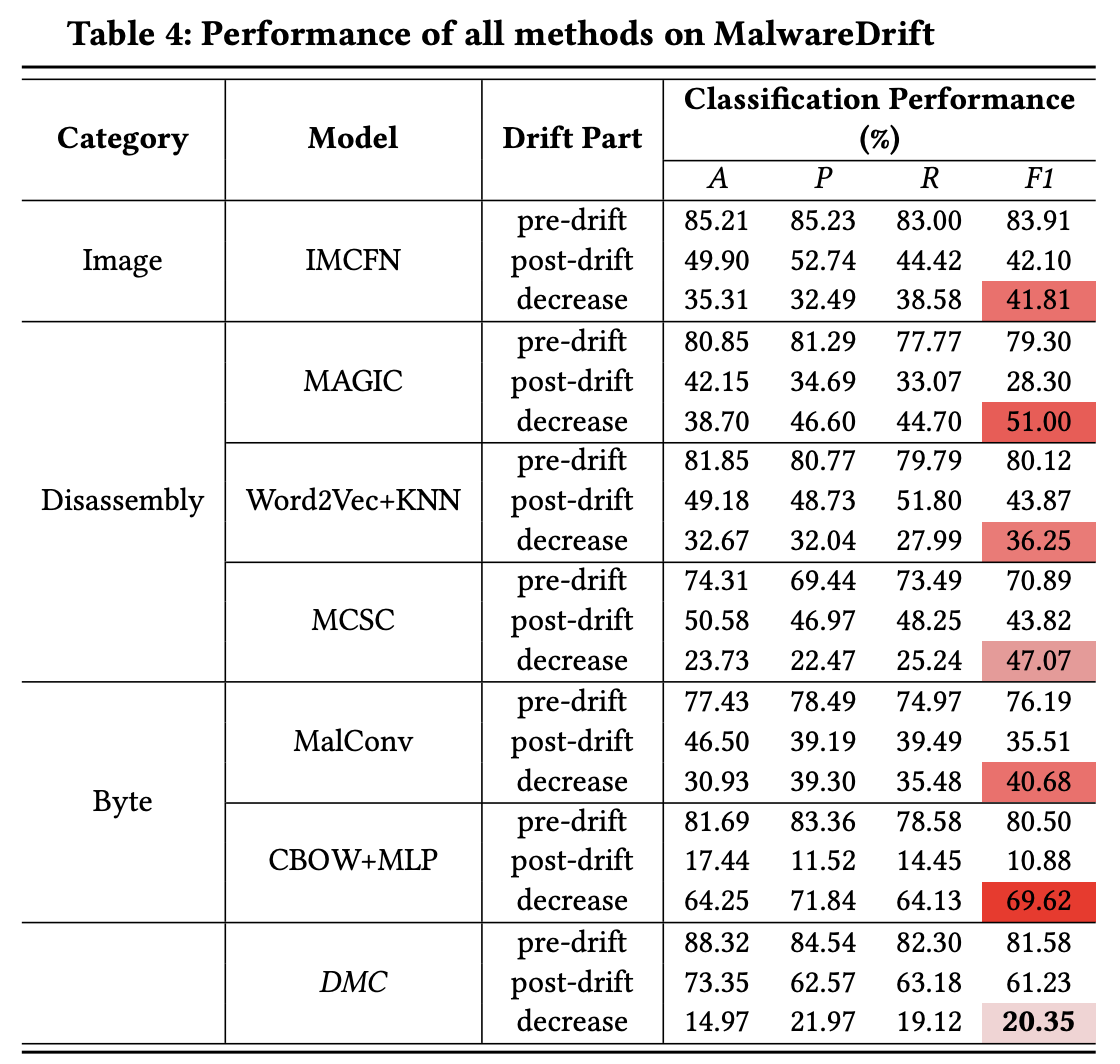 Table 4: Performance of all methods on MalwareDrift
Category Model Drift Part Classification Performance (%)
A P R F1
Image IMCFN pre-drift 85.21 85.23 83.00 83.91
post-drift 49.90 52.74 44.42 42.10
decrease 35.31 32.49 38.58 41.81
Disassembly MAGIC pre-drift 80.85 81.29 77.77 79.30
post-drift 42.15 34.69 33.07 28.30
decrease 38.70 46.60 44.70 51.00
Word2Vec+KNN pre-drift 81.85 80.77 79.79 80.12
post-drift 49.18 48.73 51.80 43.87
decrease 32.67 32.04 27.99 36.25
MCSC pre-drift 74.31 69.44 73.49 70.89
post-drift 50.58 46.97 48.25 43.82
decrease 23.73 22.47 25.24 47.07
Byte MalConv pre-drift 77.43 78.49 74.97 76.19
post-drift 46.50 39.19 39.49 35.51
decrease 30.93 39.30 35.48 40.68
CBOW+MLP pre-drift 81.69 83.36 78.58 80.50
post-drift 17.44 11.52 14.45 10.88
decrease 64.25 71.84 64.13 69.62
DMC pre-drift 88.32 84.54 82.30 81.58
post-drift 73.35 62.57 63.18 61.23
decrease 14.97 21.97 19.12 20.35